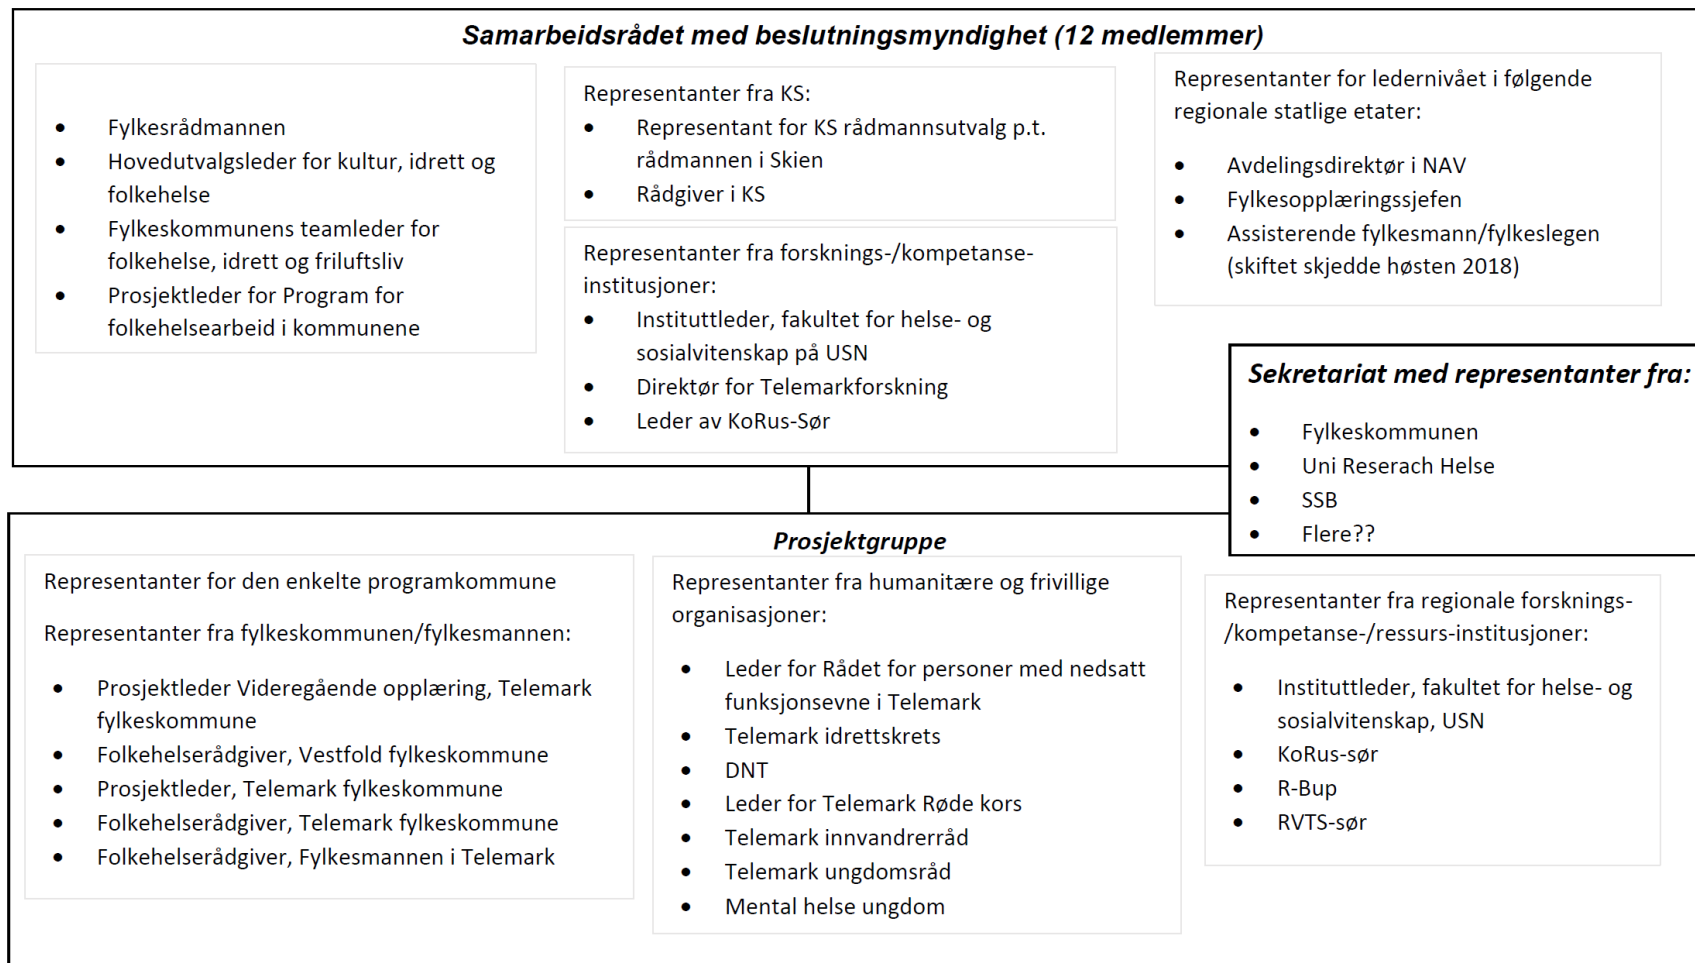 Samarbeidsrådet med beslutningsmyndighet (12 medlemmer)
• Fylkesrådmannen
• Hovedutvalgsleder for kultur, idrett og
folkehelse
• Fylkeskommunens teamleder for
folkehelse, idrett og friluftsliv
• Prosjektleder for Program for
folkehelsearbeid i kommunene
Representanter fra KS:
• Representant for KS rådmannsutvalg p.t.
rådmannen i Skien
• Rådgiver i KS
Representanter fra forsknings-/kompetanse-
institusjoner:
• Instituttleder, fakultet for helse- og
sosialvitenskap på USN
• Direktør for Telemarkforskning
• Leder av KoRus-Sør
Representanter for ledernivået i følgende
regionale statlige etater:
• Avdelingsdirektør i NAV
• Fylkesopplæringssjefen
• Assisterende fylkesmann/fylkeslegen
(skiftet skjedde høsten 2018)
Sekretariat med representanter fra:
• Fylkeskommunen
• Uni Reserach Helse
• SSB
• Flere??
Prosjektgruppe
Representanter for den enkelte programkommune
Representanter fra fylkeskommunen/fylkesmannen:
• Prosjektleder Videregående opplæring, Telemark
fylkeskommune
• Folkehelserådgiver, Vestfold fylkeskommune
• Prosjektleder, Telemark fylkeskommune
• Folkehelserådgiver, Telemark fylkeskommune
• Folkehelserådgiver, Fylkesmannen i Telemark
Representanter fra humanitære og frivillige
organisasjoner:
• Leder for Rådet for personer med nedsatt
funksjonsevne i Telemark
• Telemark idrettskrets
• DNT
• Leder for Telemark Røde kors
• Telemark innvandrerråd
• Telemark ungdomsråd
• Mental helse ungdom
Representanter fra regionale forsknings-
/kompetanse-/ressurs-institusjoner:
• Instituttleder, fakultet for helse- og
sosialvitenskap, USN
• KoRus-sør
• R-Bup
• RVTS-sør